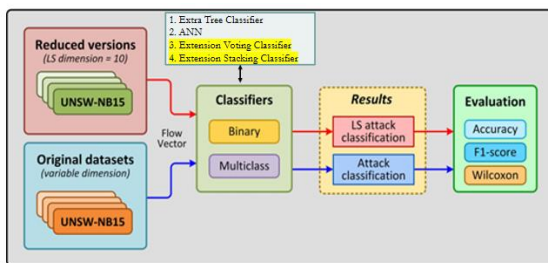 1. Extra Tree Classifier
2. ANN
3. Extension Voting Classifier
4. Extension Stacking Classifier
Reduced versions
(LS dimension = 10)
UNSW-NB15
Original datasets
(variable dimension)
UNSW-NB15
Flow
Vector
Classifiers
Binary
Multiclass
Results
LS attack
classification
Attack
classification
Evaluation
Accuracy
F1-score
Wilcoxon